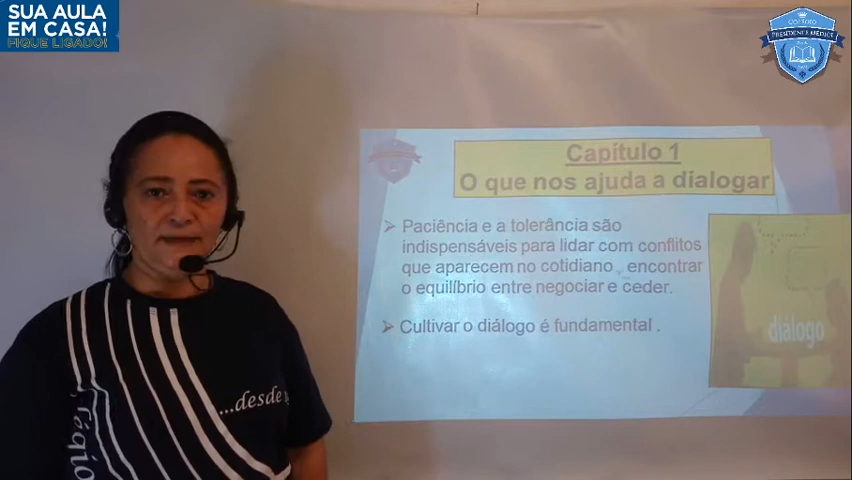 SUA AULA
EM CASA!
FIQUE LIGADO!
COLÉGIO
PRESIDENTE MÉDICI
Capítulo 1
O que nos ajuda a dialogar
Paciência e a tolerância são
indispensáveis para lidar com conflitos
que aparecem no cotidiano, encontrar
o equilíbrio entre negociar e ceder.
Cultivar o diálogo é fundamental .
diálogo
...desde